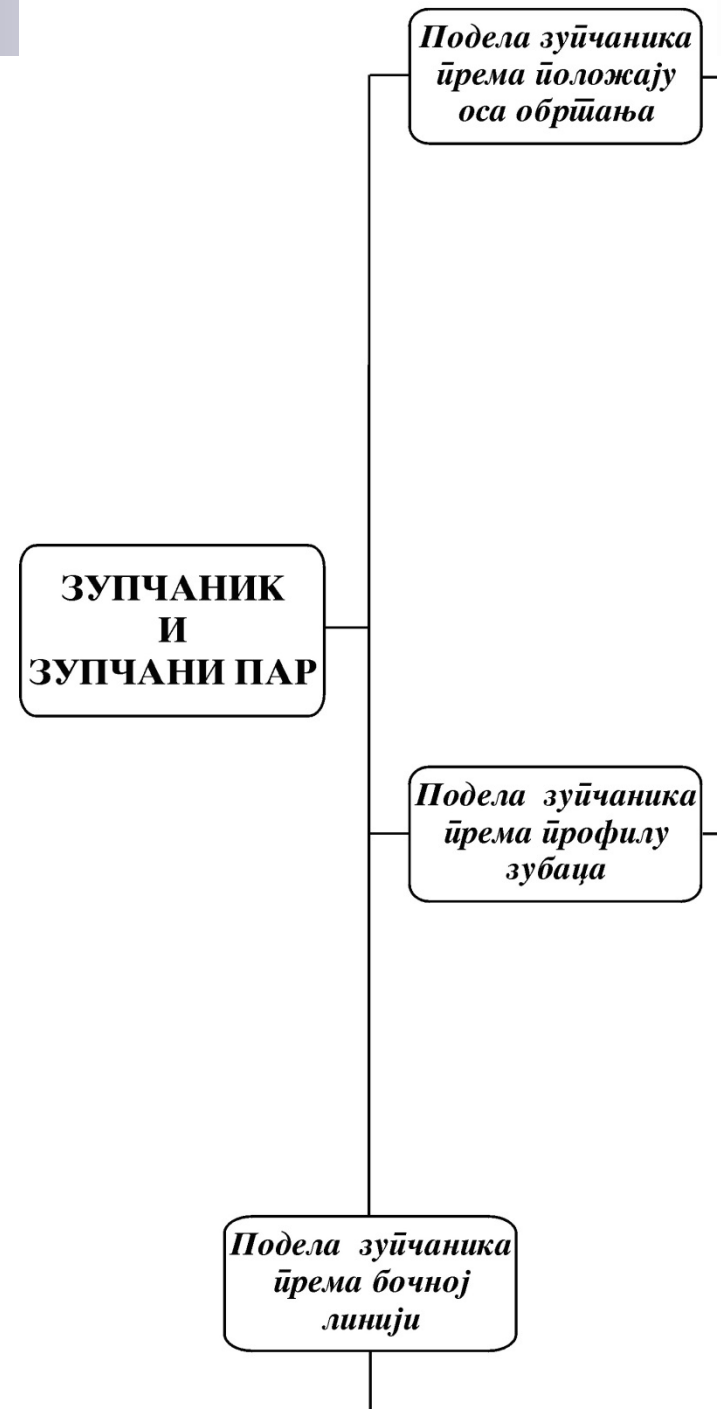 Подела зупчаника
према положају
оса обртања
ЗУПЧАНИК
И
ЗУПЧАНИ ПАР
Подела зупчаника
према профилу
зубаца
Подела зупчаника
према бочној
линији